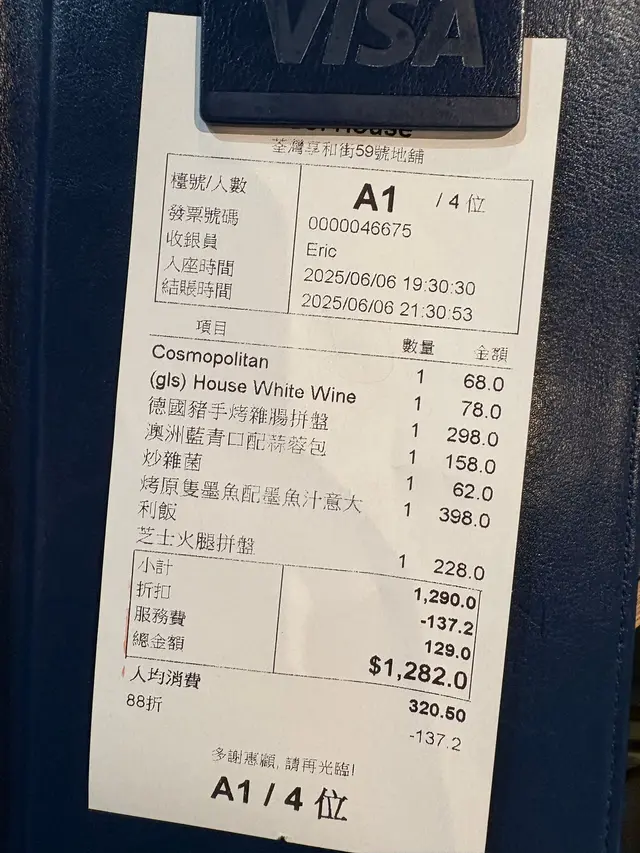 VISA
House
荃灣享和街59號地舖
檯號/人數 A1 / 4 位
發票號碼 0000046675
收銀員 Eric
入座時間 2025/06/06 19:30:30
結賬時間 2025/06/06 21:30:53
項目 數量 金額
Cosmopolitan 1 68.0
(gls) House White Wine 1 78.0
德國豬手烤雜腸拼盤 1 298.0
澳洲藍青口配蒜蓉包 1 158.0
炒雜菌 1 62.0
烤原隻墨魚配墨魚汁意大 1 398.0
利飯
芝士火腿拼盤 1 228.0
小計 1,290.0
折扣 -137.2
服務費 129.0
總金額 $1,282.0
人均消費 320.50
88折 -137.2
多謝惠顧, 請再光臨!
A1 / 4 位